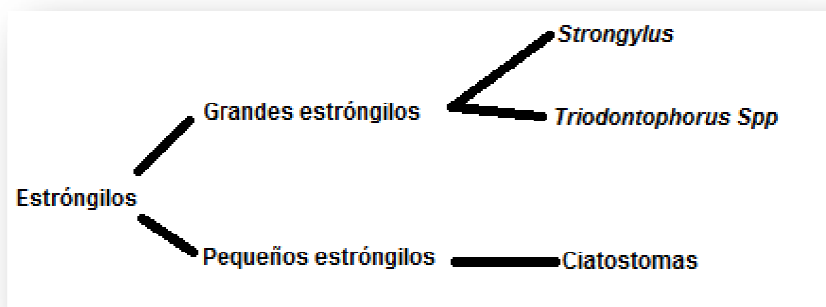 Strongylus
Grandes estróngilos
Triodontophorus Spp
Estróngilos
Pequeños estróngilos
Ciatostomas